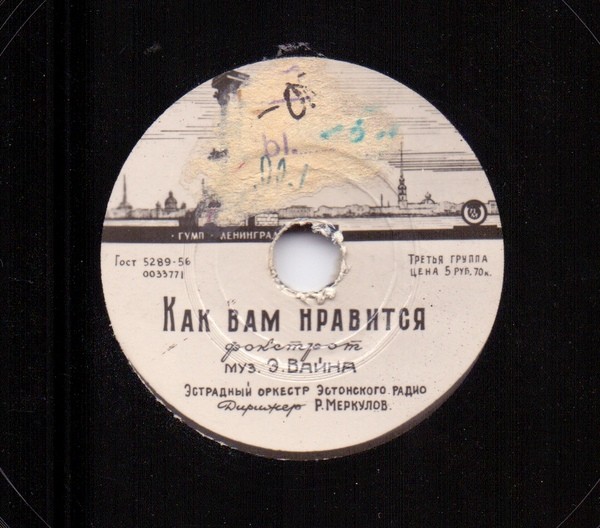 ГУМП · ЛЕНИНГРАД
Гост 5289-56
0033771
ТРЕТЬЯ ГРУППА
ЦЕНА 5 РУБ. 70 к.
КАК ВАМ НРАВИТСЯ
фокстрот
муз. Э. ВАЙНА
ЭСТРАДНЫЙ ОРКЕСТР ЭСТОНСКОГО РАДИО
Дирижер Р. МЕРКУЛОВ.